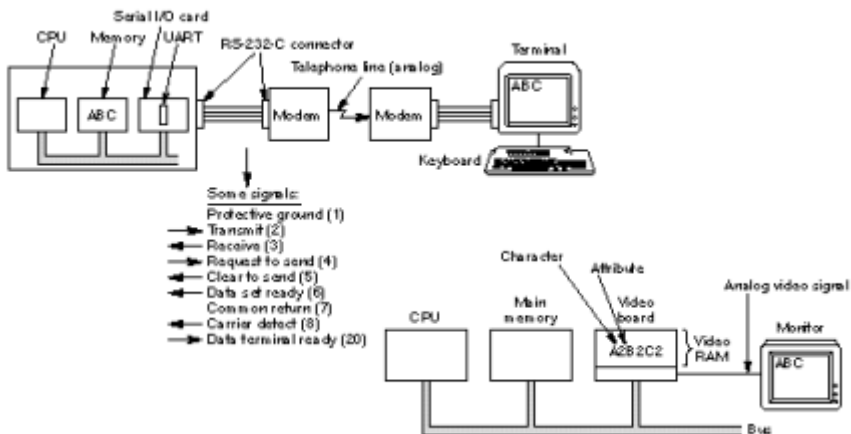 Serial I/O card
CPU Memory UART
RS-232-C connector
Telephone line (analog)
Terminal
ABC
ABC
Modem
Modem
Keyboard
Some signals:
Protective ground (1)
Transmit (2)
Receive (3)
Request to send (4)
Clear to send (5)
Data set ready (6)
Common return (7)
Carrier detect (8)
Data terminal ready (20)
Character
Attribute
Analog video signal
CPU
Main
memory
Video
board
A2B2C2
Video
RAM
Monitor
ABC
Bus